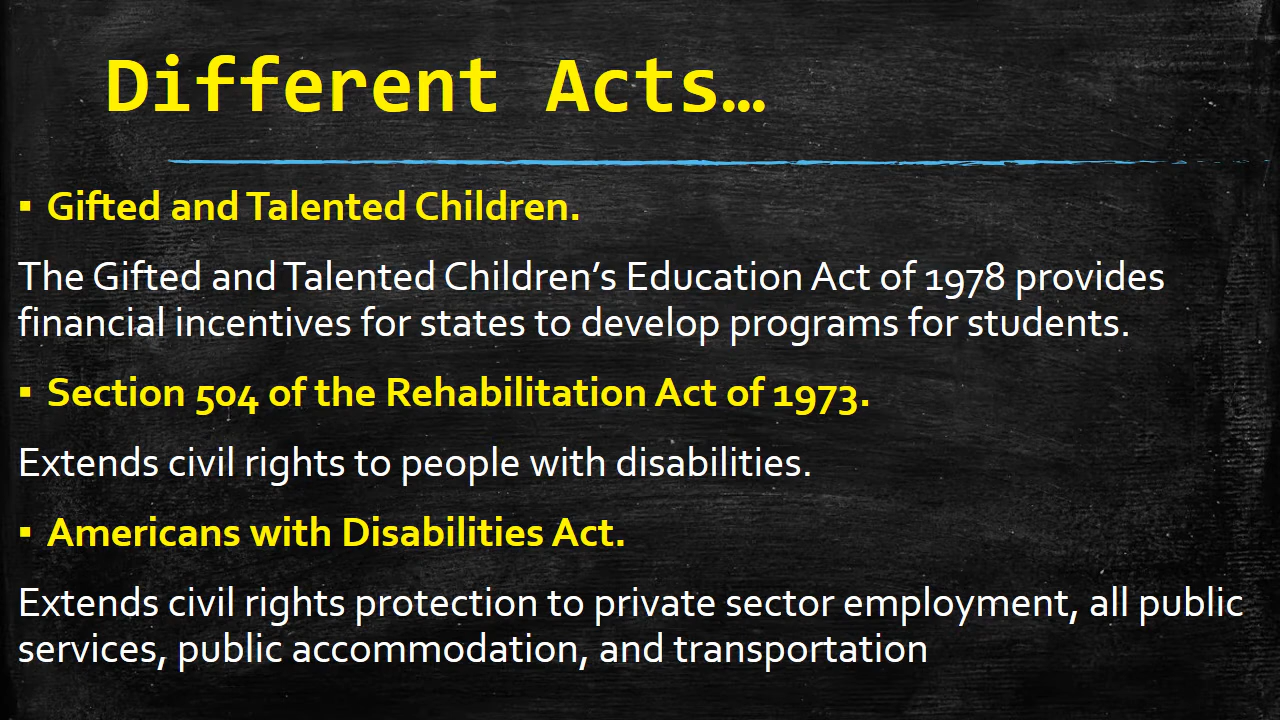 Different Acts…
▪ Gifted and Talented Children.
The Gifted and Talented Children’s Education Act of 1978 provides
financial incentives for states to develop programs for students.
▪ Section 504 of the Rehabilitation Act of 1973.
Extends civil rights to people with disabilities.
▪ Americans with Disabilities Act.
Extends civil rights protection to private sector employment, all public
services, public accommodation, and transportation